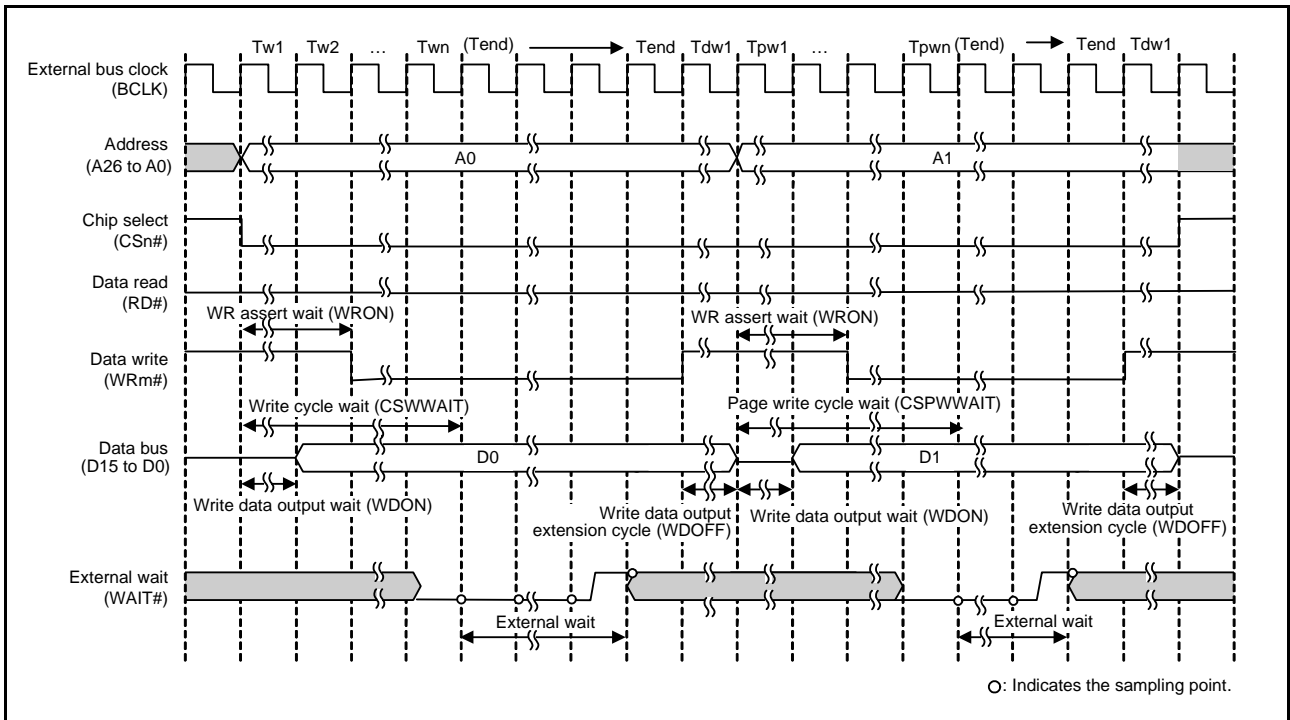 Tw1 Tw2 … Twn (Tend) Tend Tdw1 Tpw1 … Tpwn (Tend) Tend Tdw1
External bus clock
(BCLK)
Address
(A26 to A0)
A0 A1
Chip select
(CSn#)
Data read
(RD#)
WR assert wait (WRON) WR assert wait (WRON)
Data write
(WRm#)
Write cycle wait (CSWWAIT) Page write cycle wait (CSPWWAIT)
Data bus
(D15 to D0)
D0 D1
Write data output wait (WDON) Write data output
extension cycle (WDOFF) Write data output wait (WDON) Write data output
extension cycle (WDOFF)
External wait
(WAIT#)
External wait External wait
: Indicates the sampling point.